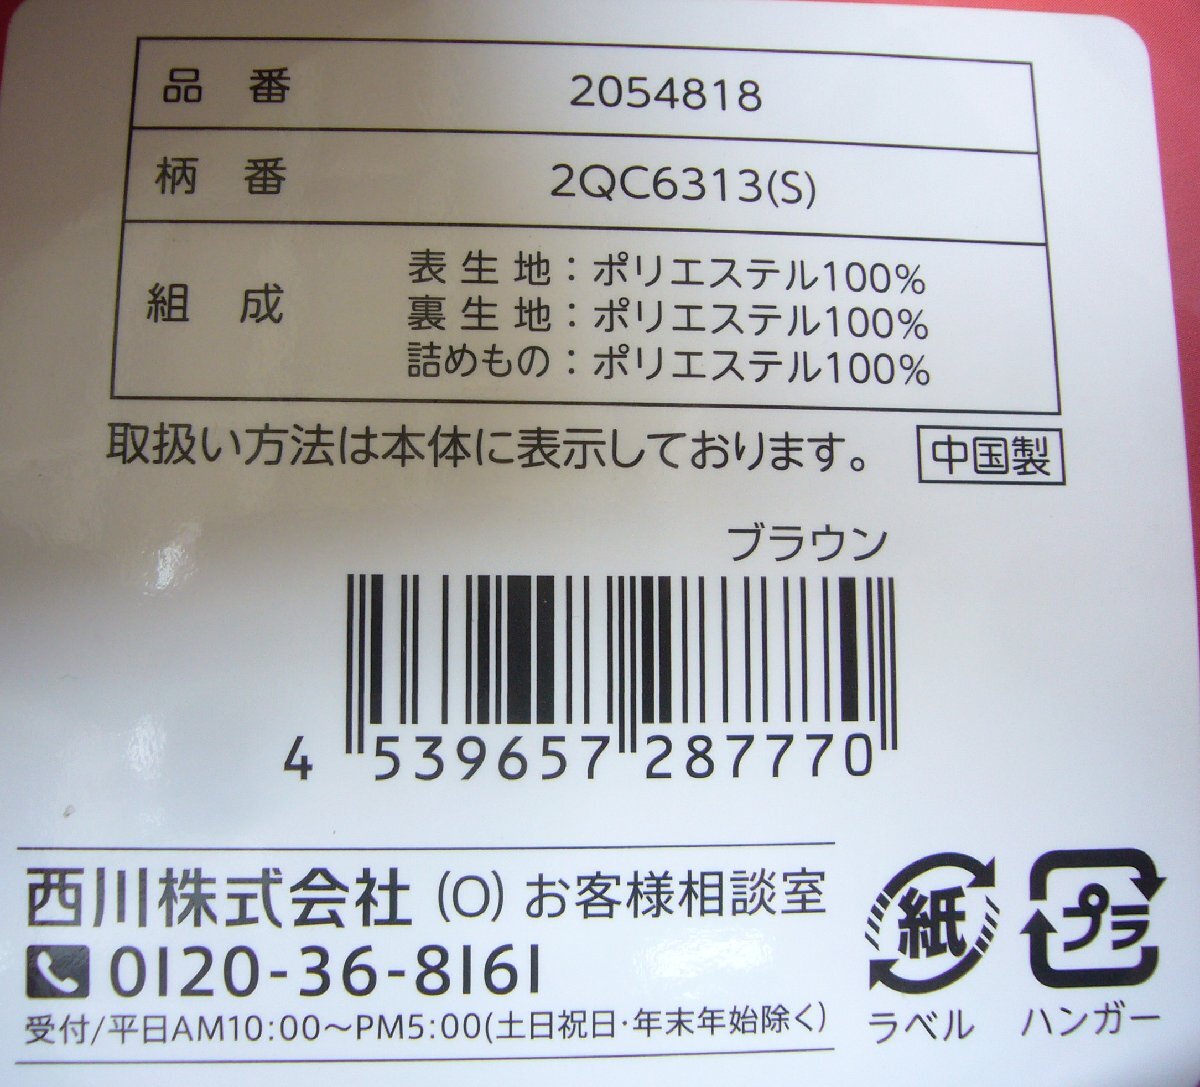 品番 2054818
柄番 2QC6313(S)
組成
表生地：ポリエステル100%
裏生地：ポリエステル100%
詰めもの：ポリエステル100%
取扱い方法は本体に表示しております。 中国製
ブラウン
4 539657 287770
西川株式会社 (O) お客様相談室
0120-36-8161
受付/平日AM10:00〜PM5:00(土日祝日・年末年始除く)
紙 プラ
ラベル ハンガー